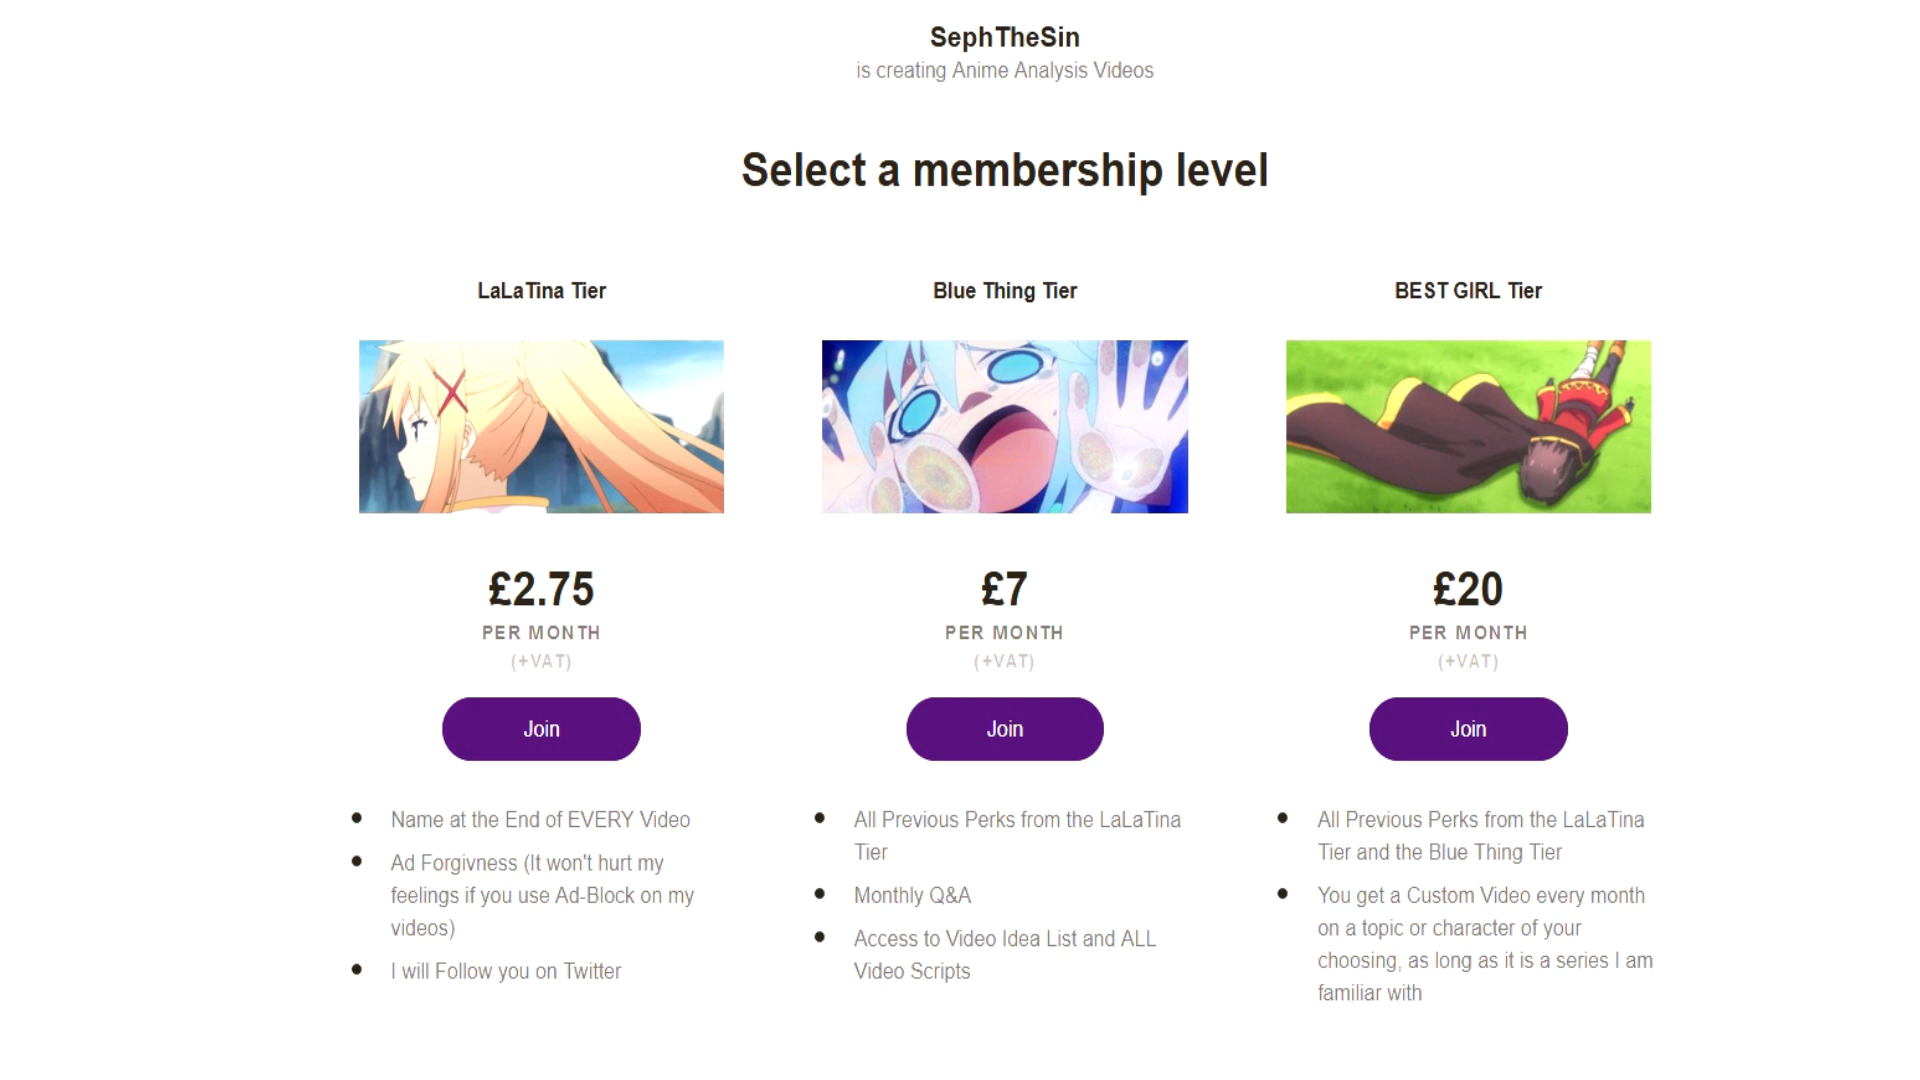 SephTheSin
is creating Anime Analysis Videos
Select a membership level
LaLaTina Tier
£2.75
PER MONTH
(+VAT)
Join
Name at the End of EVERY Video
Ad Forgivness (It won't hurt my
feelings if you use Ad-Block on my
videos)
I will Follow you on Twitter
Blue Thing Tier
£7
PER MONTH
(+VAT)
Join
All Previous Perks from the LaLaTina
Tier
Monthly Q&A
Access to Video Idea List and ALL
Video Scripts
BEST GIRL Tier
£20
PER MONTH
(+VAT)
Join
All Previous Perks from the LaLaTina
Tier and the Blue Thing Tier
You get a Custom Video every month
on a topic or character of your
choosing, as long as it is a series I am
familiar with